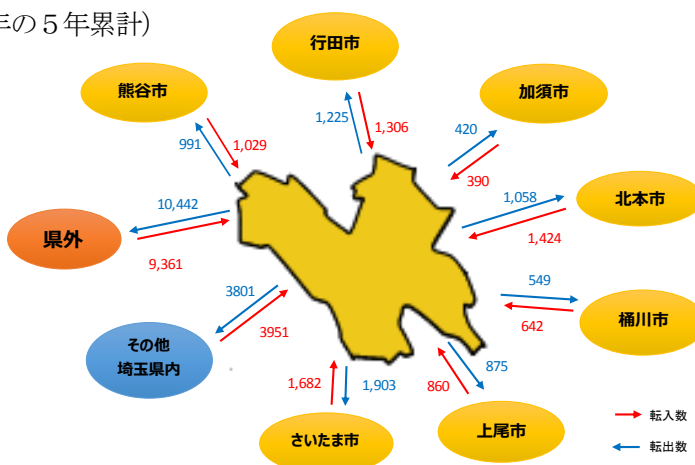 年の５年累計）
行田市
熊谷市
加須市
1,225
1,306
420
991
1,029
390
10,442
1,058
北本市
県外
1,424
9,361
549
3801
桶川市
642
3951
その他
埼玉県内
875
1,682
1,903
860
転入数
さいたま市
上尾市
転出数